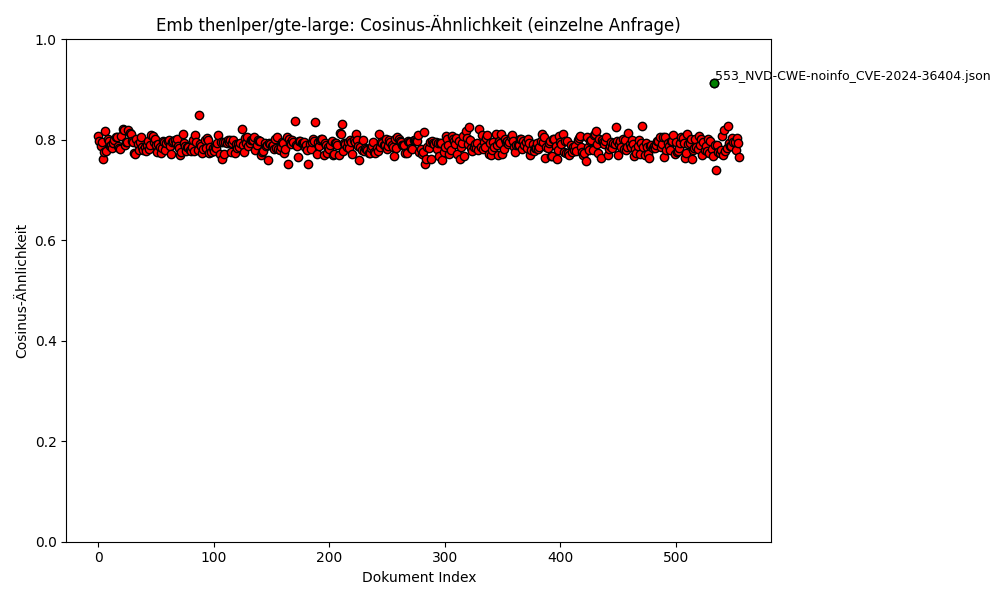 Emb thenlper/gte-large: Cosinus-Ähnlichkeit (einzelne Anfrage)
1.0
553_NVD-CWE-noinfo_CVE-2024-36404.json
0.8
0.6
Cosinus-Ähnlichkeit
0.4
0.2
0.0
0 100 200 300 400 500
Dokument Index